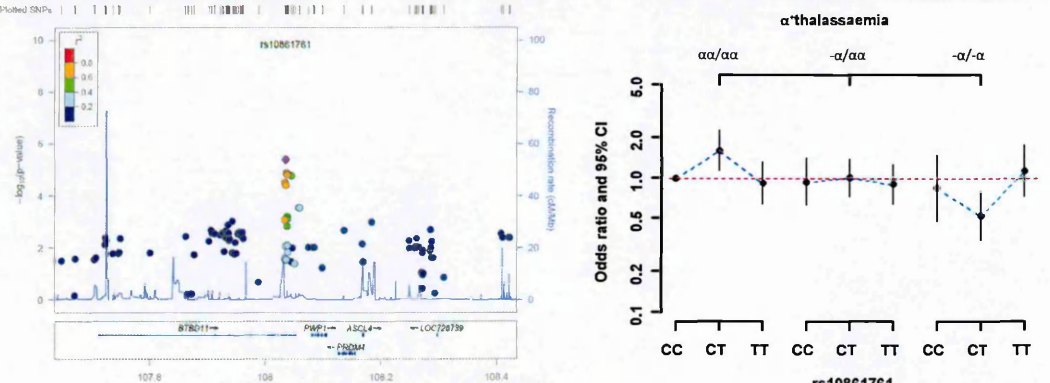 Plotted SNPs
rs10861761
r²
0.8
0.6
0.4
0.2
10
8
6
4
2
0
-log₁₀(p-value)
100
80
60
40
20
0
Recombination rate (cM/Mb)
BTBD11→
PWP1→
ASCL4→
←LOC728739
←PRDM4
107.8
108
108.2
108.4
α⁺thalassaemia
αα/αα
-α/αα
-α/-α
Odds ratio and 95% CI
5.0
2.0
1.0
0.5
0.2
0.1
CC CT TT CC CT TT CC CT TT
rs10861761